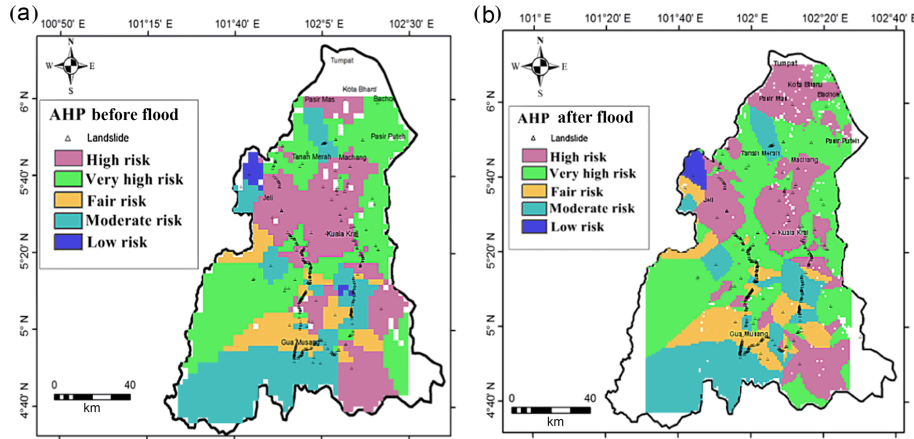 (a)
100°50' E 101°40' E 102°5' E 102°30' E
N
W E
S
6° N
5°40' N
5°20' N
5° N
4°40' N
AHP before flood
Landslide
High risk
Very high risk
Fair risk
Moderate risk
Low risk
Tumpat
Kota Bharu
Pasir Mas
Bachok
Pasir Puteh
Tanah Merah
Machang
Jeli
Kuala Krai
Gua Musang
0 40
km
(b)
101° E 101°20' E 101°40' E 102° E 102°20' E 102°40' E
N
W E
S
6° N
5°40' N
5°20' N
5° N
4°40' N
AHP after flood
Landslide
High risk
Very high risk
Fair risk
Moderate risk
Low risk
Tumpat
Kota Bharu
Bachok
Pasir Mas
Pasir Puteh
Tanah Merah
Machang
Jeli
Kuala Krai
Gua Musang
0 40
km